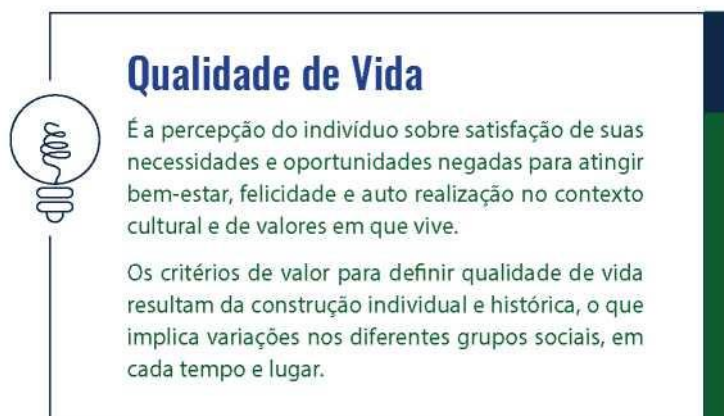 Qualidade de Vida
É a percepção do indivíduo sobre satisfação de suas
necessidades e oportunidades negadas para atingir
bem-estar, felicidade e auto realização no contexto
cultural e de valores em que vive.
Os critérios de valor para definir qualidade de vida
resultam da construção individual e histórica, o que
implica variações nos diferentes grupos sociais, em
cada tempo e lugar.